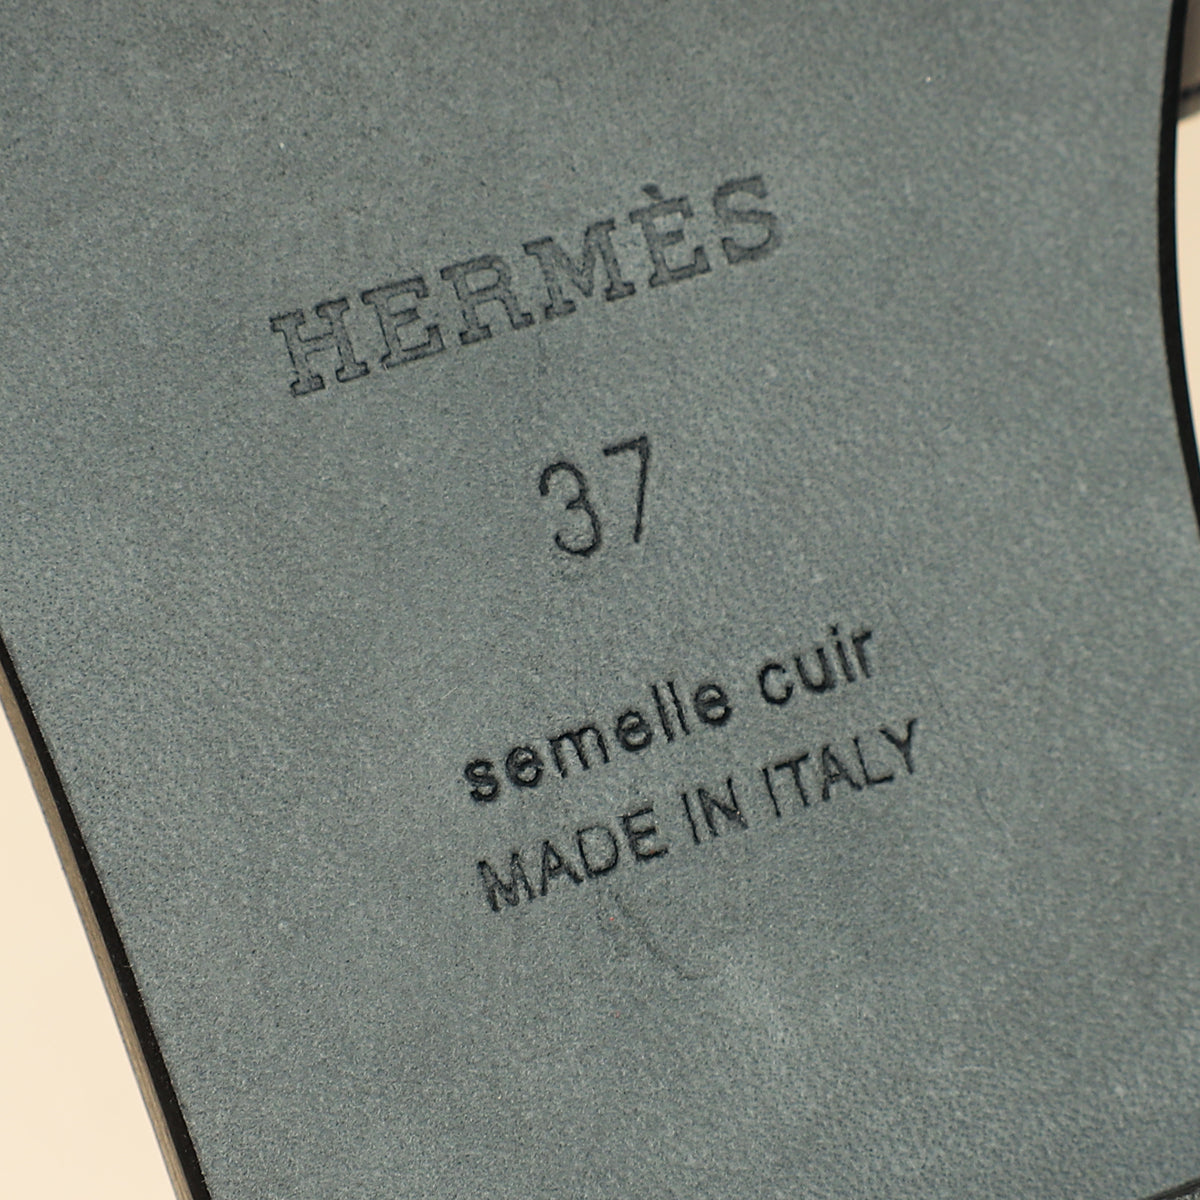 HERMÈS
37
semelle cuir
MADE IN ITALY